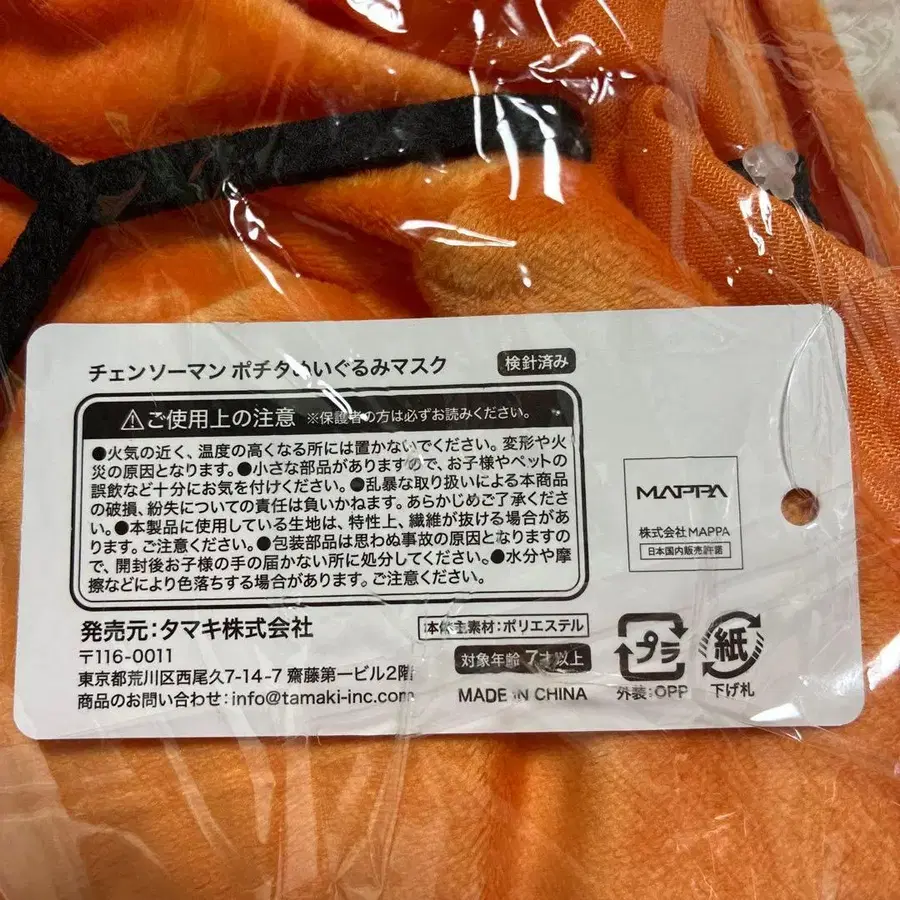 チェンソーマン ポチタぬいぐるみマスク
検針済み
⚠ご使用上の注意 ※保護者の方は必ずお読みください。
●火気の近く、温度の高くなる所には置かないでください。変形や火
災の原因となります。●小さな部品がありますので、お子様やペットの
誤飲など十分にお気を付けください。●乱暴な取り扱いによる本商品
の破損、紛失についての責任は負いかねます。あらかじめご了承くださ
い。●本製品に使用している生地は、特性上、繊維が抜ける場合があり
ます。ご注意ください。●包装部品は思わぬ事故の原因となりますの
で、開封後お子様の手の届かない所に処分してください。●水分や摩
擦などにより色落ちする場合があります。ご注意ください。
MAPPA
株式会社MAPPA
日本国内販売許諾
発売元:タマキ株式会社
〒116-0011
東京都荒川区西尾久7-14-7 齋藤第一ビル2階
商品のお問い合わせ:info@tamaki-inc.com
本体主素材:ポリエステル
対象年齢 7才以上
MADE IN CHINA
プラ
外装:OPP
紙
下げ札